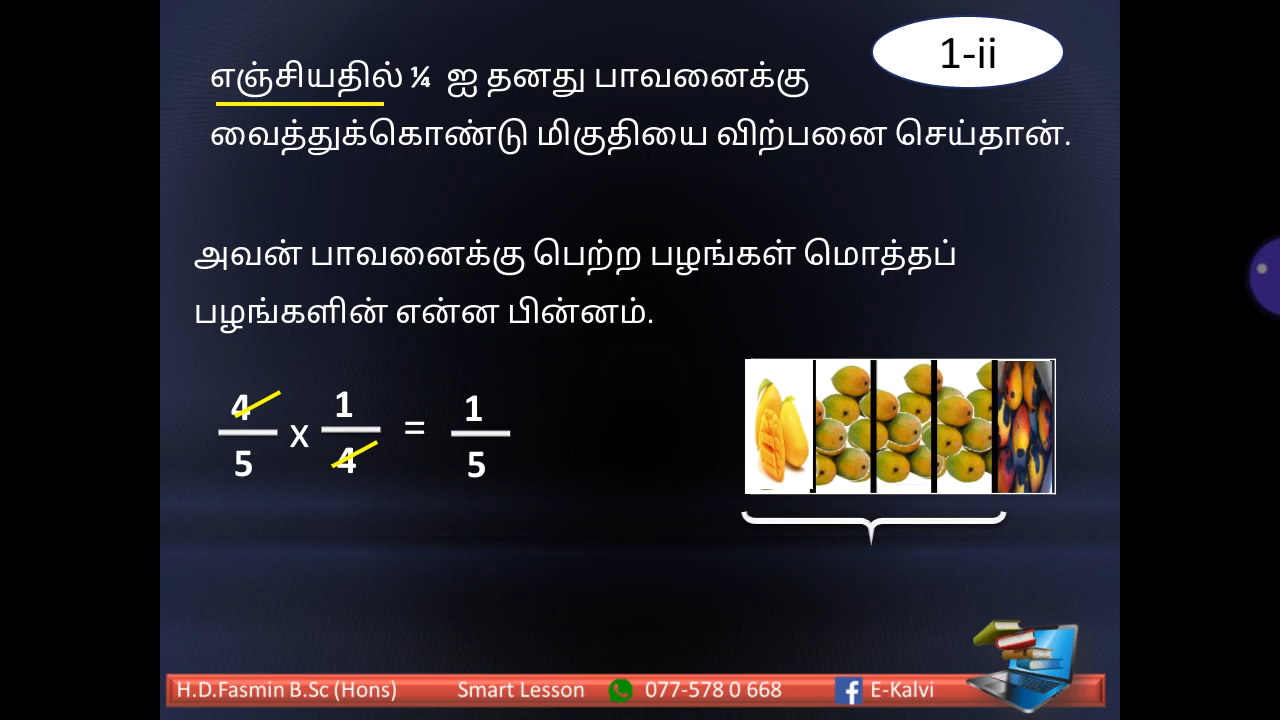 1-ii
எஞ்சியதில் ¼ ஐ தனது பாவனைக்கு
வைத்துக்கொண்டு மிகுதியை விற்பனை செய்தான்.
அவன் பாவனைக்கு பெற்ற பழங்கள் மொத்தப்
பழங்களின் என்ன பின்னம்.
4/5 x 1/4 = 1/5
H.D.Fasmin B.Sc (Hons) Smart Lesson 077-578 0 668 E-Kalvi